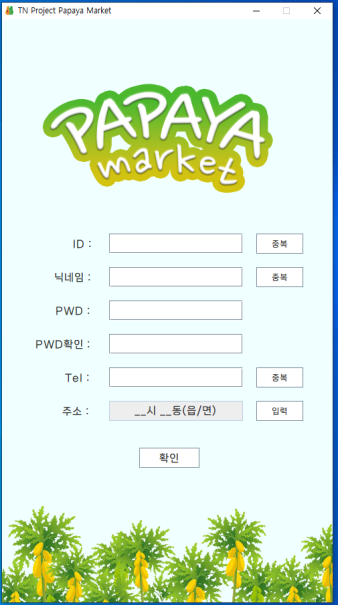 TN Project Papaya Market
PAPAYA
market
ID : 중복
닉네임 : 중복
PWD :
PWD확인 :
Tel : 중복
주소 : __시 __동(읍/면) 입력
확인